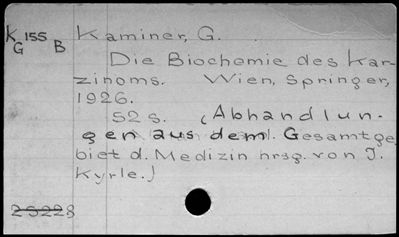 K 155 B Kaminer, G.
G
Die Biochemie des Kar-
zinoms. Wien, Springer,
1926.
52 S. (Abhandlun-
gen aus dem Gesamtge
biet d. Medizin hrsg. von J.
Kyrle.)
25228